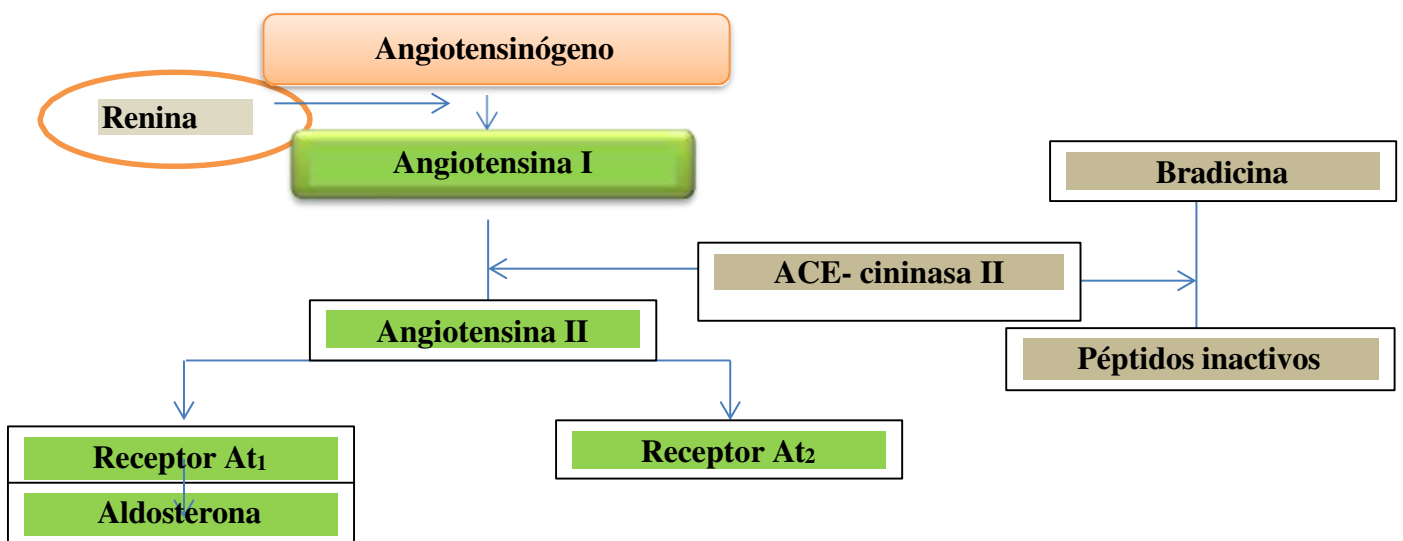 Angiotensinógeno
Renina
Angiotensina I
Bradicina
ACE- cininasa II
Angiotensina II
Péptidos inactivos
Receptor At₁
Receptor At₂
Aldosterona